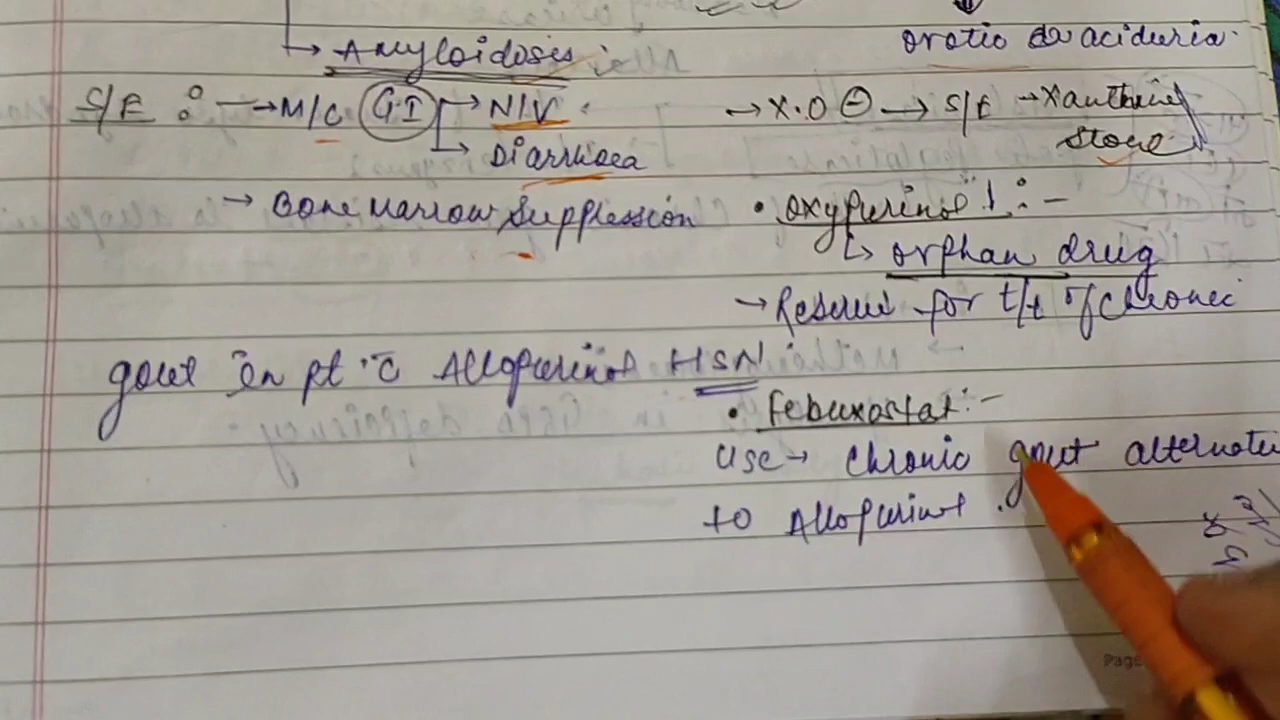 → Amyloidosis
S/E : → M/C GI → N/V
→ Diarrhoea
→ Bone Marrow Suppression
aciduria.
→ X.O ⊖ → S/E → Xanthine
stone
• Oxypurinol : -
↳ orphan drug
→ Reserve for t/t of chronic
gout in pt c̄ Allopurinol HSN
• Febuxostat :-
Use → Chronic gout alternate
to Allopurinol .
Page